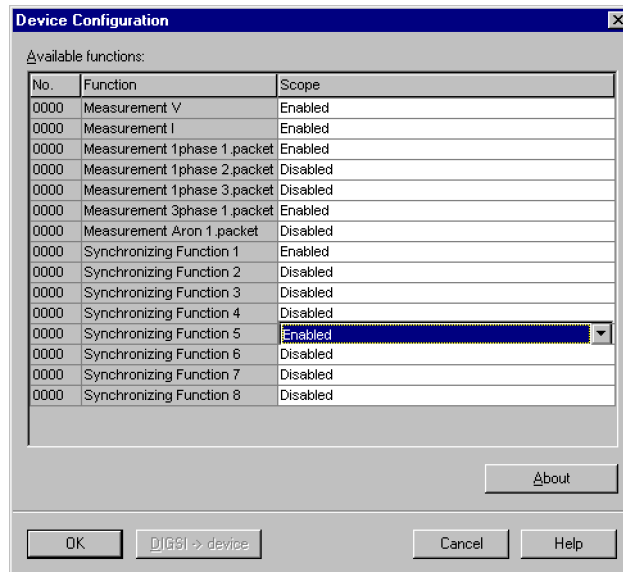 Device Configuration
Available functions:
No. Function Scope
0000 Measurement V Enabled
0000 Measurement I Enabled
0000 Measurement 1phase 1.packet Enabled
0000 Measurement 1phase 2.packet Disabled
0000 Measurement 1phase 3.packet Disabled
0000 Measurement 3phase 1.packet Enabled
0000 Measurement Aron 1.packet Disabled
0000 Synchronizing Function 1 Enabled
0000 Synchronizing Function 2 Disabled
0000 Synchronizing Function 3 Disabled
0000 Synchronizing Function 4 Disabled
0000 Synchronizing Function 5 Enabled
0000 Synchronizing Function 6 Disabled
0000 Synchronizing Function 7 Disabled
0000 Synchronizing Function 8 Disabled
About
OK DIGSI -> device Cancel Help